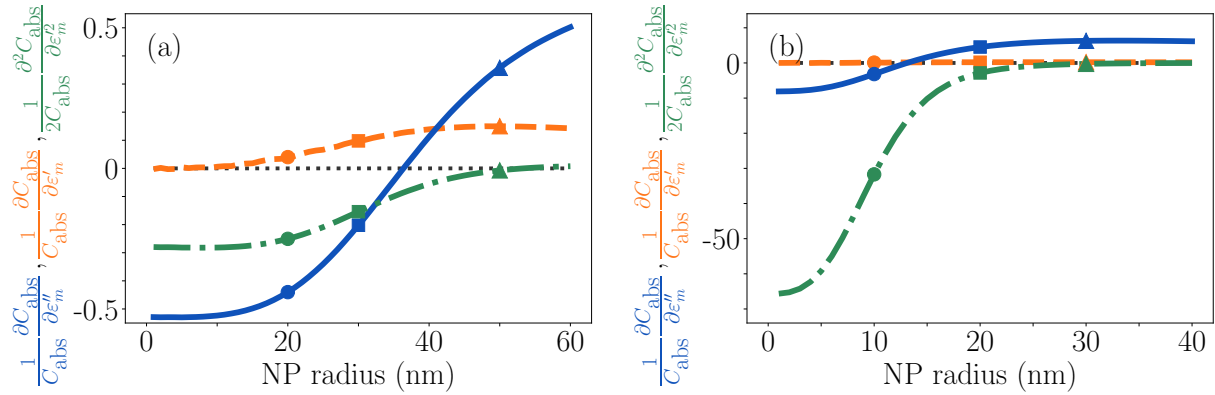 (a)
0.5
0
-0.5
0
20
40
60
NP radius (nm)
1/C_abs ∂C_abs/∂ε''_m , 1/C_abs ∂C_abs/∂ε'_m , 1/2C_abs ∂²C_abs/∂ε'²_m
(b)
0
-50
0
10
20
30
40
NP radius (nm)
1/C_abs ∂C_abs/∂ε''_m , 1/C_abs ∂C_abs/∂ε'_m , 1/2C_abs ∂²C_abs/∂ε'²_m